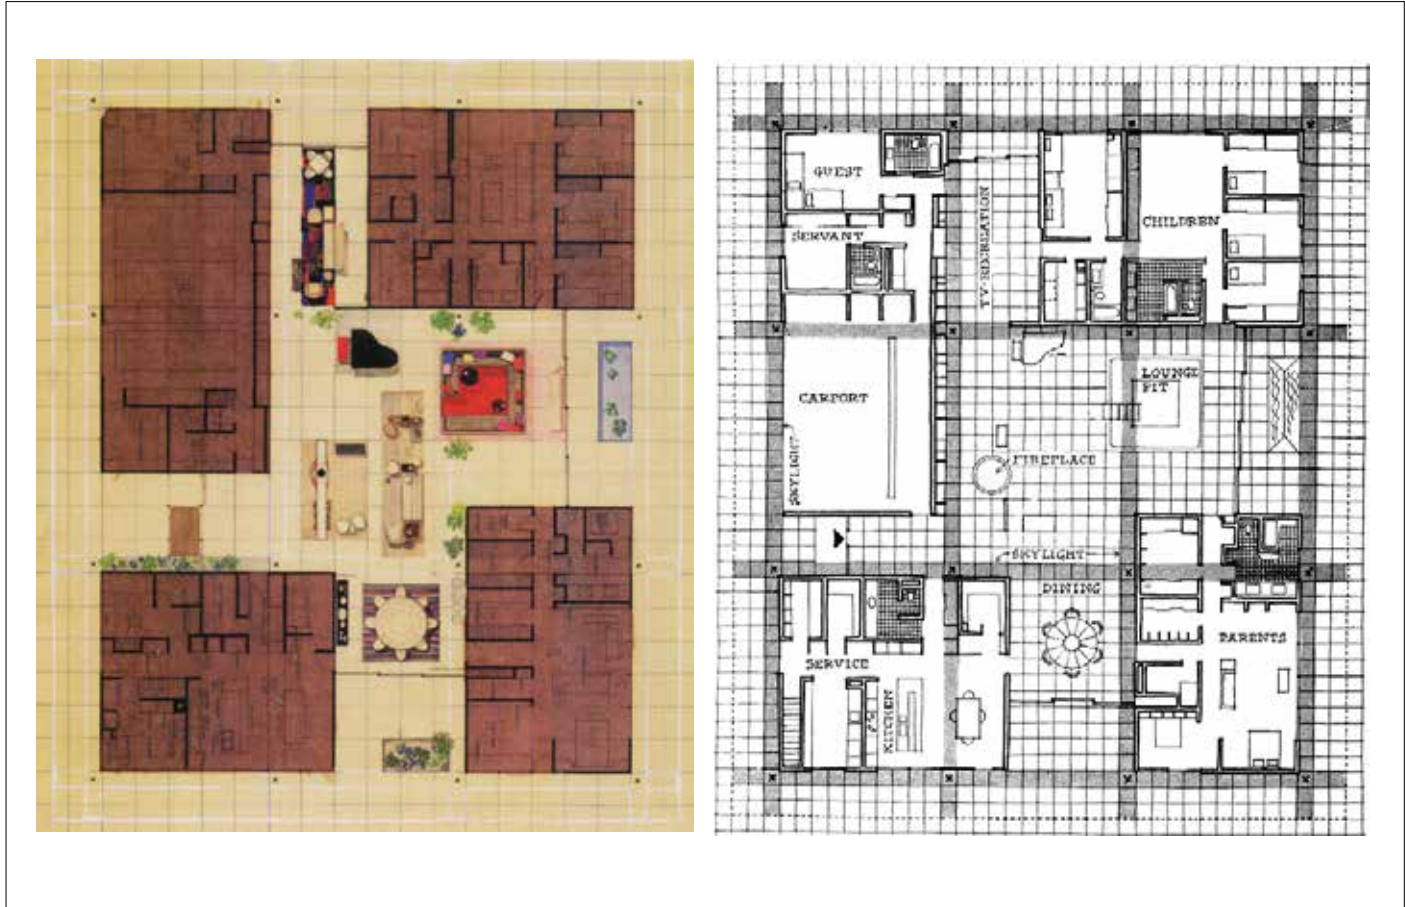 GUEST
SERVANT
TV-RECREATION
CHILDREN
CARPORT
SKYLIGHT
LOUNGE
PIT
FIREPLACE
SKYLIGHT
DINING
SERVICE
KITCHEN
PARENTS